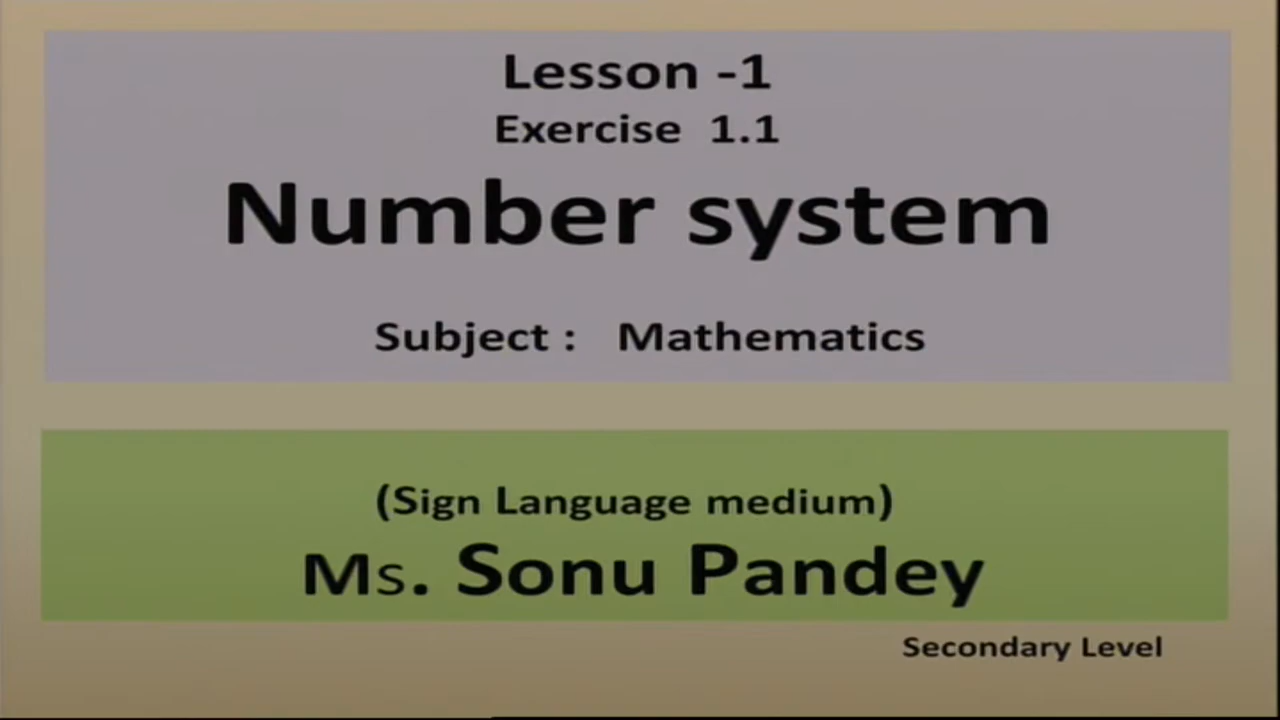 Lesson -1
Exercise 1.1
Number system
Subject : Mathematics
(Sign Language medium)
Ms. Sonu Pandey
Secondary Level